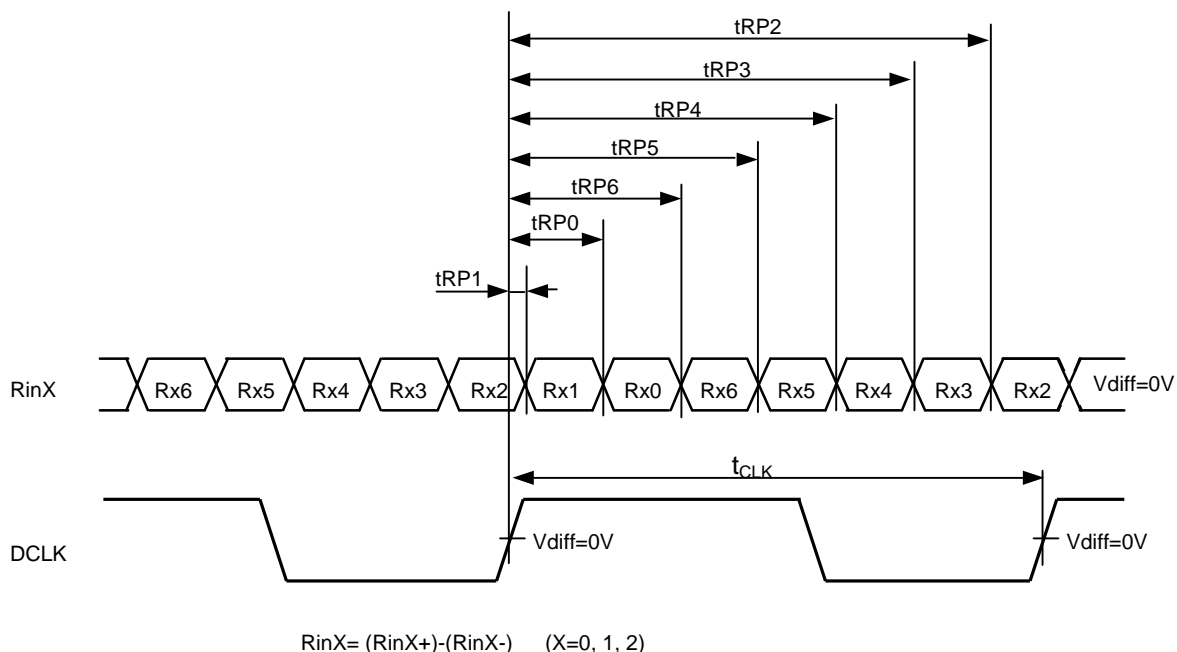 tRP2
tRP3
tRP4
tRP5
tRP6
tRP0
tRP1
RinX Rx6 Rx5 Rx4 Rx3 Rx2 Rx1 Rx0 Rx6 Rx5 Rx4 Rx3 Rx2 Vdiff=0V
tCLK
DCLK Vdiff=0V Vdiff=0V
RinX= (RinX+)-(RinX-) (X=0, 1, 2)